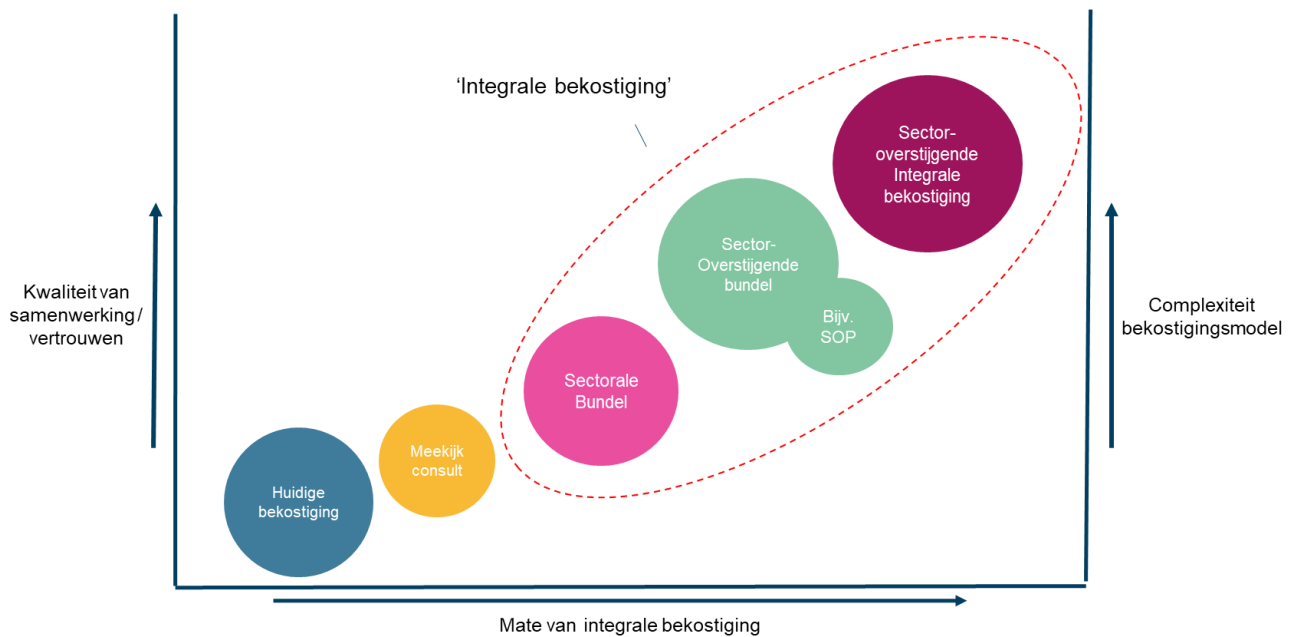 ‘Integrale bekostiging’
Sector-
overstijgende
Integrale
bekostiging
Sector-
Overstijgende
bundel
Bijv.
SOP
Kwaliteit van
samenwerking/
vertrouwen
Complexiteit
bekostigingsmodel
Sectorale
Bundel
Meekijk
consult
Huidige
bekostiging
Mate van integrale bekostiging